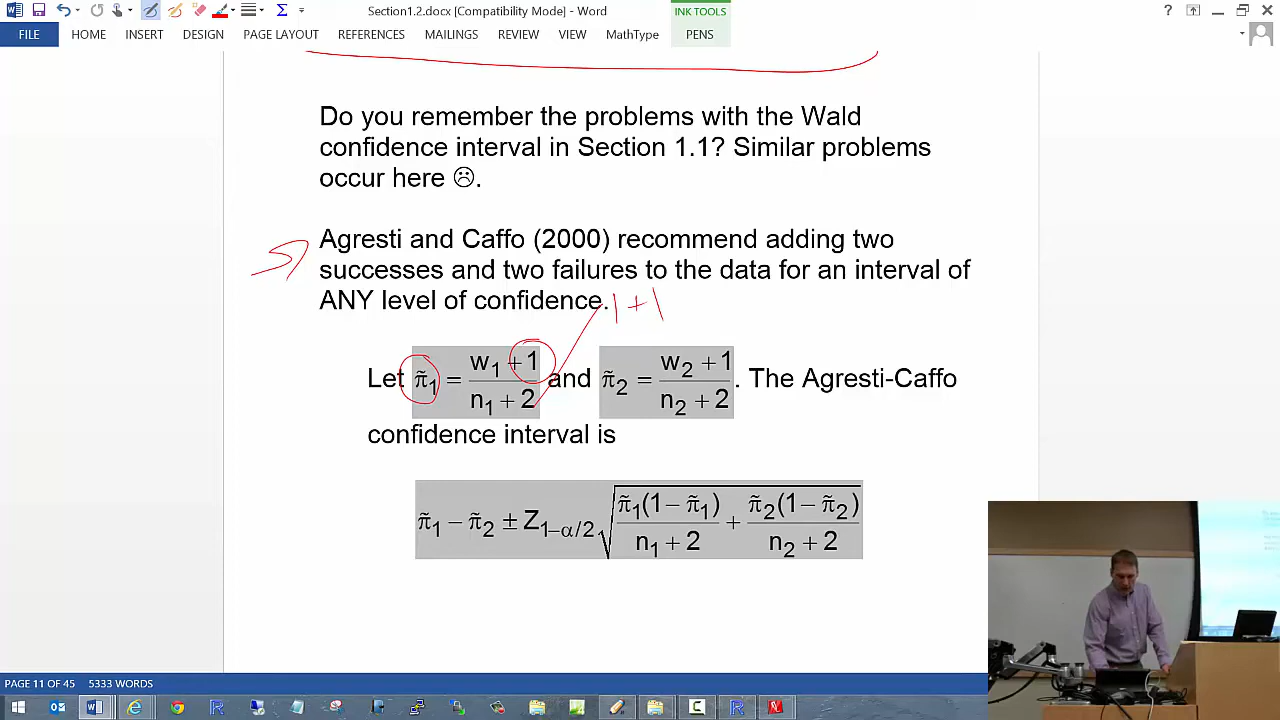 Section1.2.docx [Compatibility Mode] - Word
INK TOOLS
FILE HOME INSERT DESIGN PAGE LAYOUT REFERENCES MAILINGS REVIEW VIEW MathType PENS
Do you remember the problems with the Wald
confidence interval in Section 1.1? Similar problems
occur here ☹.
Agresti and Caffo (2000) recommend adding two
successes and two failures to the data for an interval of
ANY level of confidence.
1+1
Let π̃₁ = (w₁ + 1)/(n₁ + 2) and π̃₂ = (w₂ + 1)/(n₂ + 2). The Agresti-Caffo
confidence interval is
π̃₁ − π̃₂ ± Z₁₋α/₂ √(π̃₁(1 − π̃₁)/(n₁ + 2) + π̃₂(1 − π̃₂)/(n₂ + 2))
PAGE 11 OF 45 5333 WORDS